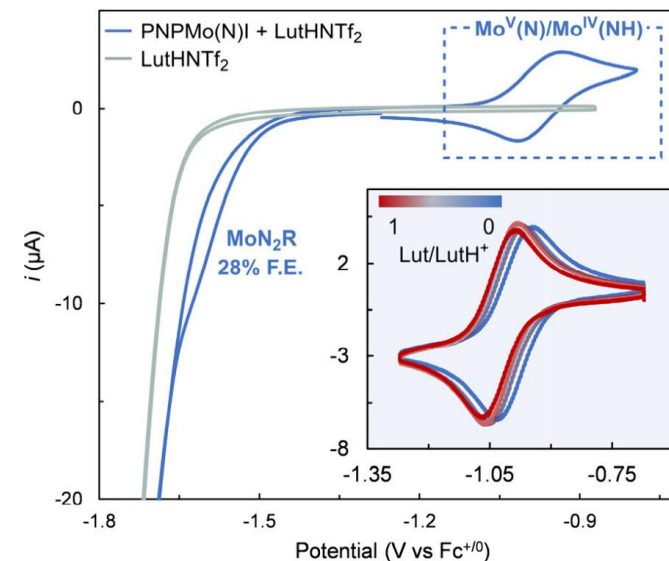 PNPMo(N)I + LutHNTf₂
LutHNTf₂
Moⱽ(N)/Moᴵⱽ(NH)
0
-10
-20
i (μA)
MoN₂R
28% F.E.
1 0
Lut/LutH⁺
2
-3
-8
-1.35 -1.05 -0.75
-1.8 -1.5 -1.2 -0.9
Potential (V vs Fc⁺/⁰)